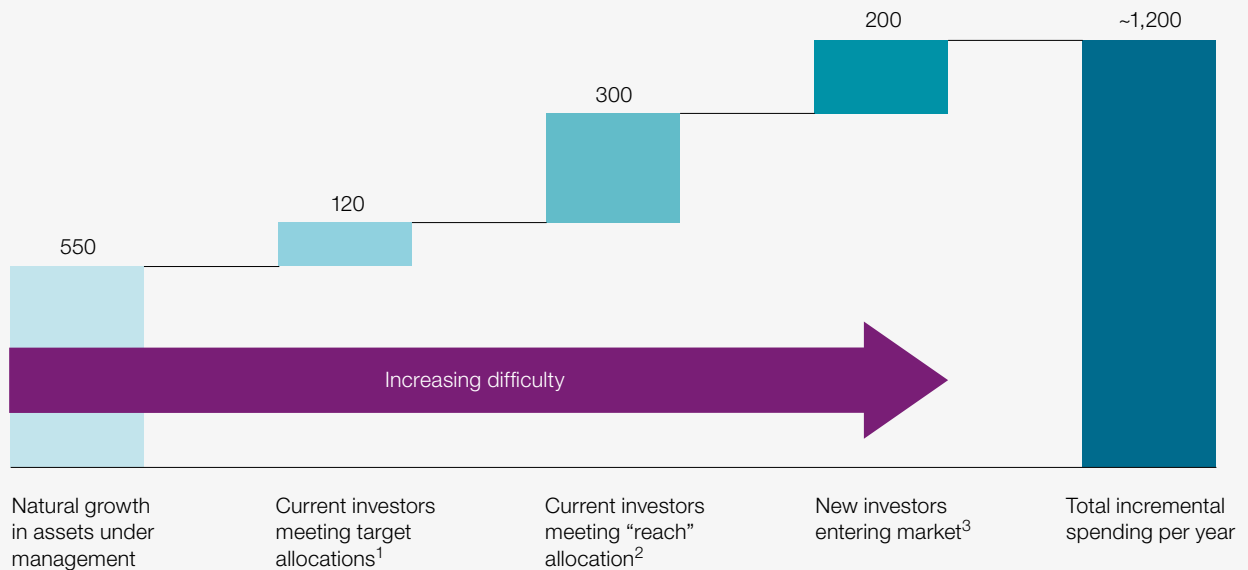 200
~1,200
300
120
550
Increasing difficulty
Natural growth
in assets under
management
Current investors
meeting target
allocations1
Current investors
meeting “reach”
allocation2
New investors
entering market3
Total incremental
spending per year